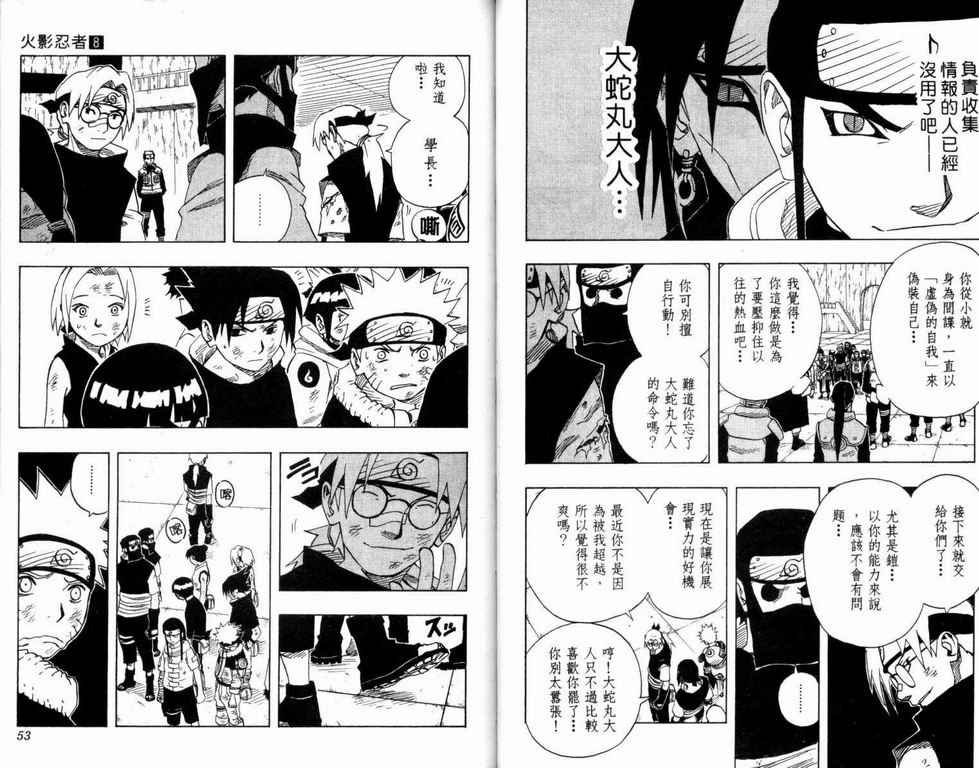 負責收集
情報的人已經
沒用了吧——
大蛇丸大人…
你從小就
身為間諜，一直以
「虛偽的自我」來
偽裝自己…
我覺得…
你這麼做是為
了要壓抑住以
往的熱血吧…
你可別擅
自行動！
難道你忘了
大蛇丸大人
的命令嗎？
接下來就交
給你們了…
尤其是鎧…
以你的能力來說
，應該不會有問
題…
………
現在是讓你展
現實力的好機
會…
最近你不是因
為被我超越，
所以覺得很不
爽嗎？
哼！大蛇丸大
人只不過比較
喜歡你罷了…
你別太囂張！
火影忍者8
我知道
啦…
學長…
嘶
………
ズッ
喀
喀
………
53